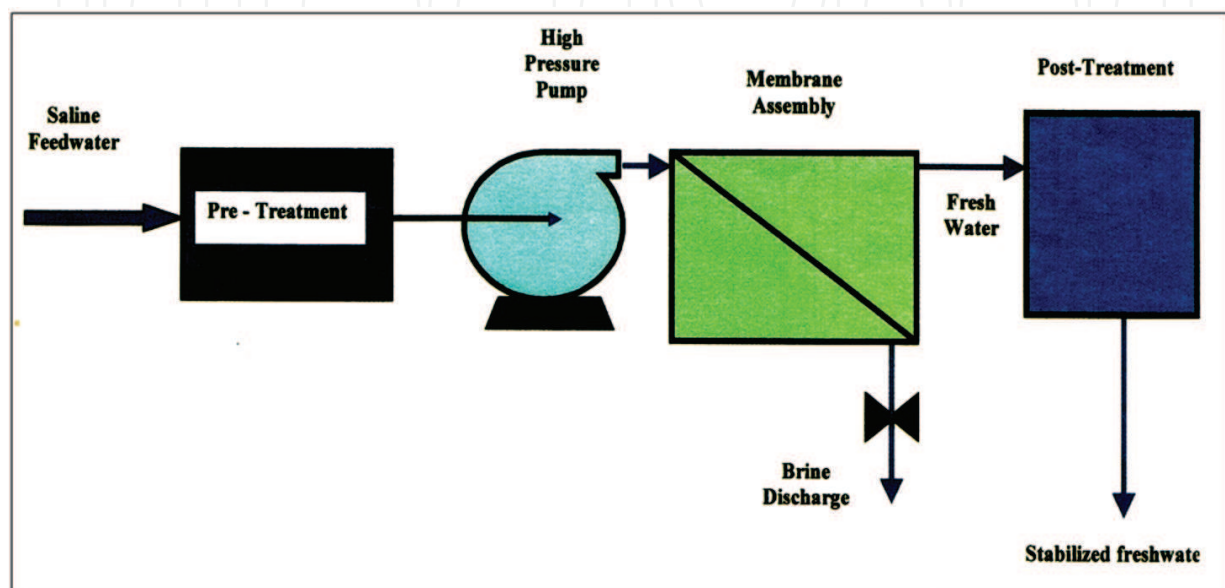 Saline
Feedwater
Pre - Treatment
High
Pressure
Pump
Membrane
Assembly
Fresh
Water
Post-Treatment
Brine
Discharge
Stabilized freshwate